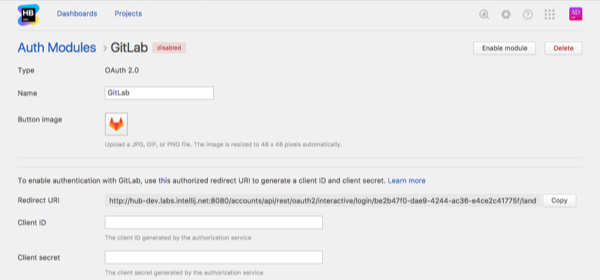 HB
Dashboards
Projects
AD
Auth Modules > GitLab disabled
Enable module
Delete
Type
OAuth 2.0
Name
GitLab
Button image
Upload a JPG, GIF, or PNG file. The image is resized to 48 x 48 pixels automatically.
To enable authentication with GitLab, use this authorized redirect URI to generate a client ID and client secret. Learn more
Redirect URI
http://hub-dev.labs.intellij.net:8080/accounts/api/rest/oauth2/interactive/login/be2b47f0-dae9-4244-ac36-e4ce2c41775f/land
Copy
Client ID
The client ID generated by the authorization service
Client secret
The client secret generated by the authorization service